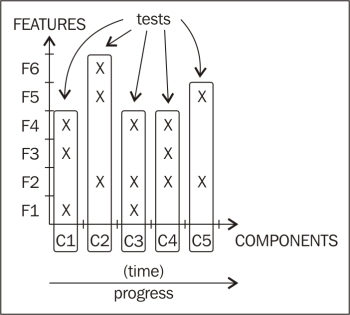 FEATURES tests
F6 X
F5 X X
F4 X X X
F3 X X
F2 X X X X
F1 X X
C1 C2 C3 C4 C5 COMPONENTS
(time)
progress